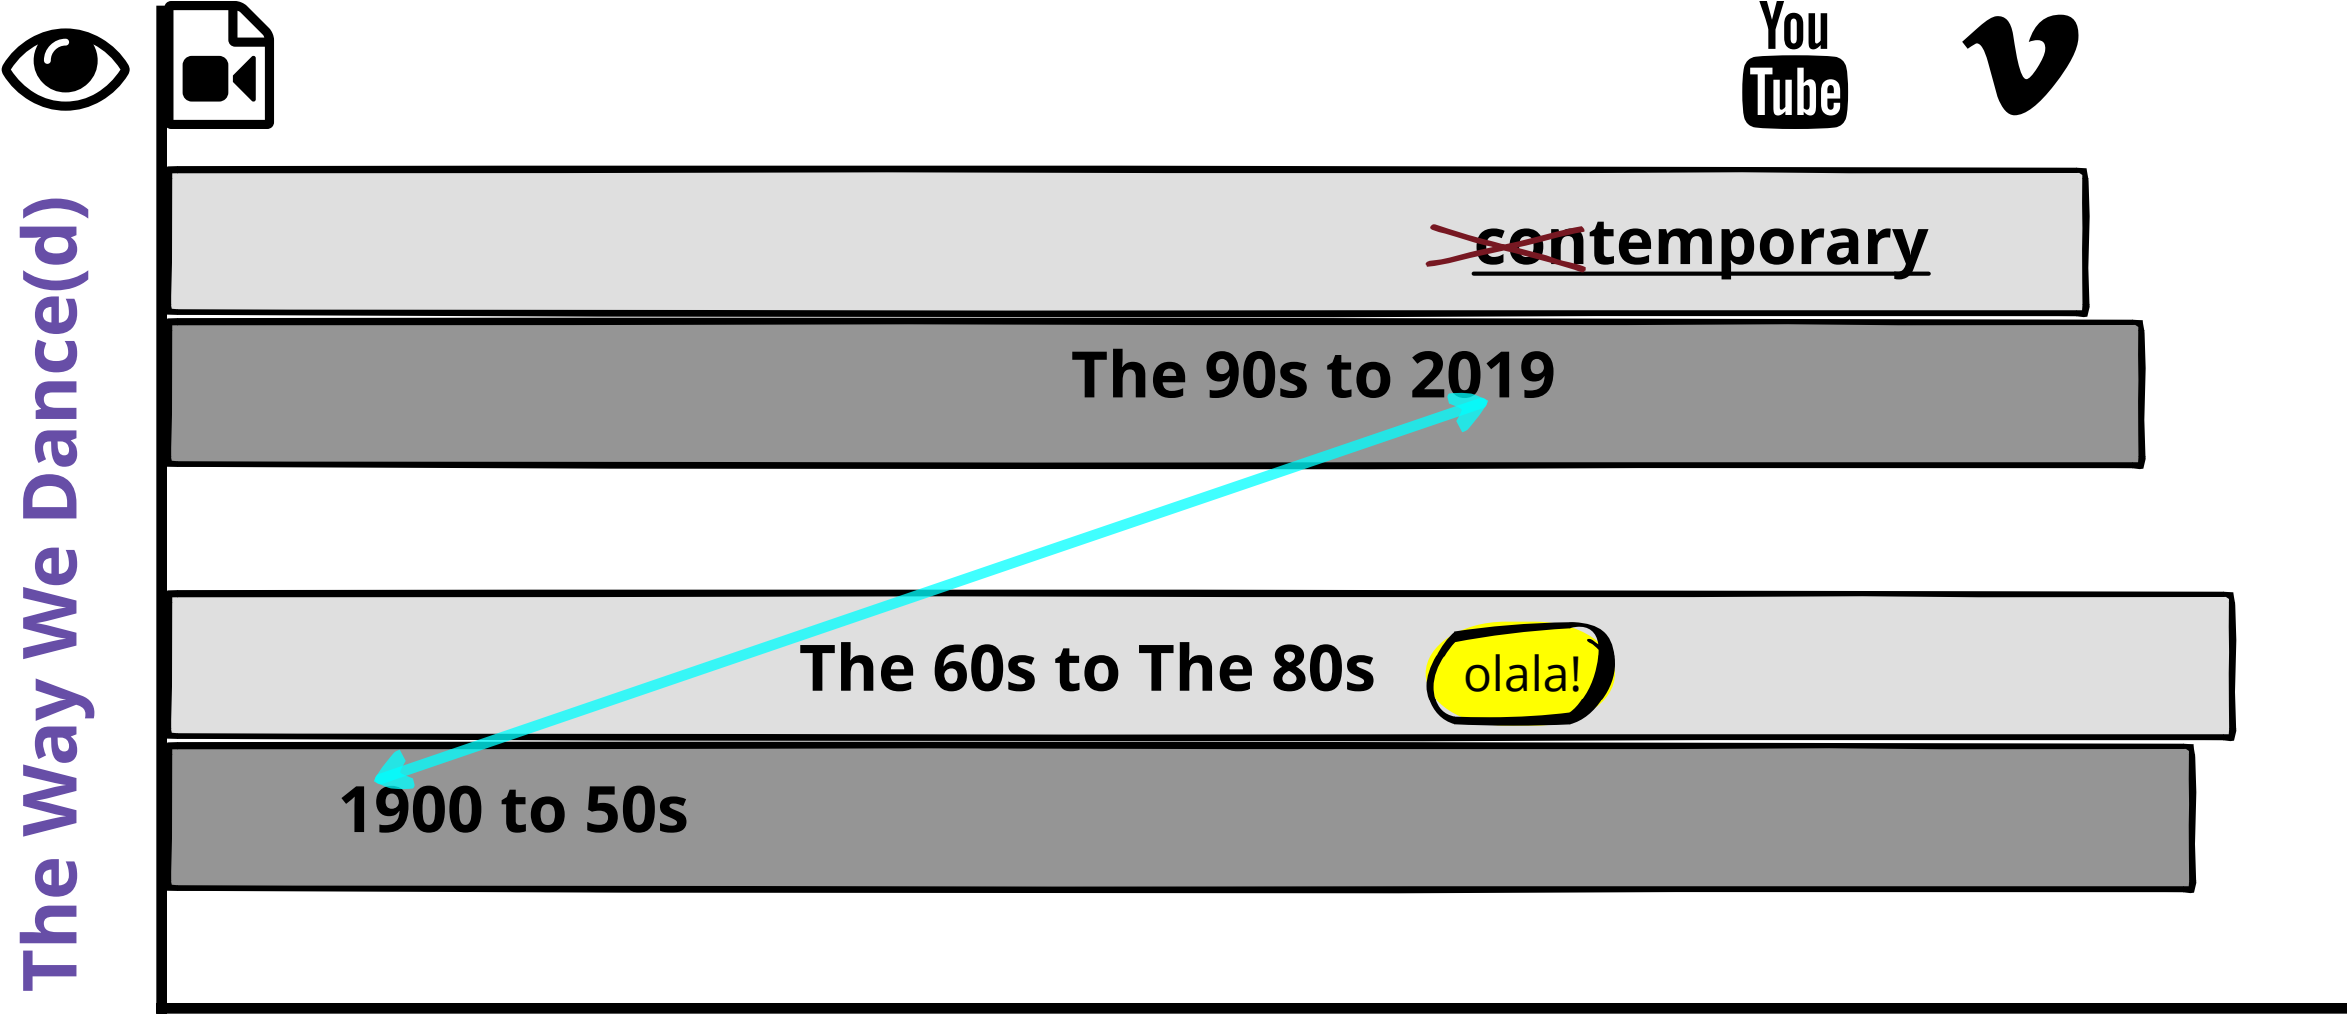 You
Tube
contemporary
The 90s to 2019
The 60s to The 80s olala!
1900 to 50s
The Way We Dance(d)